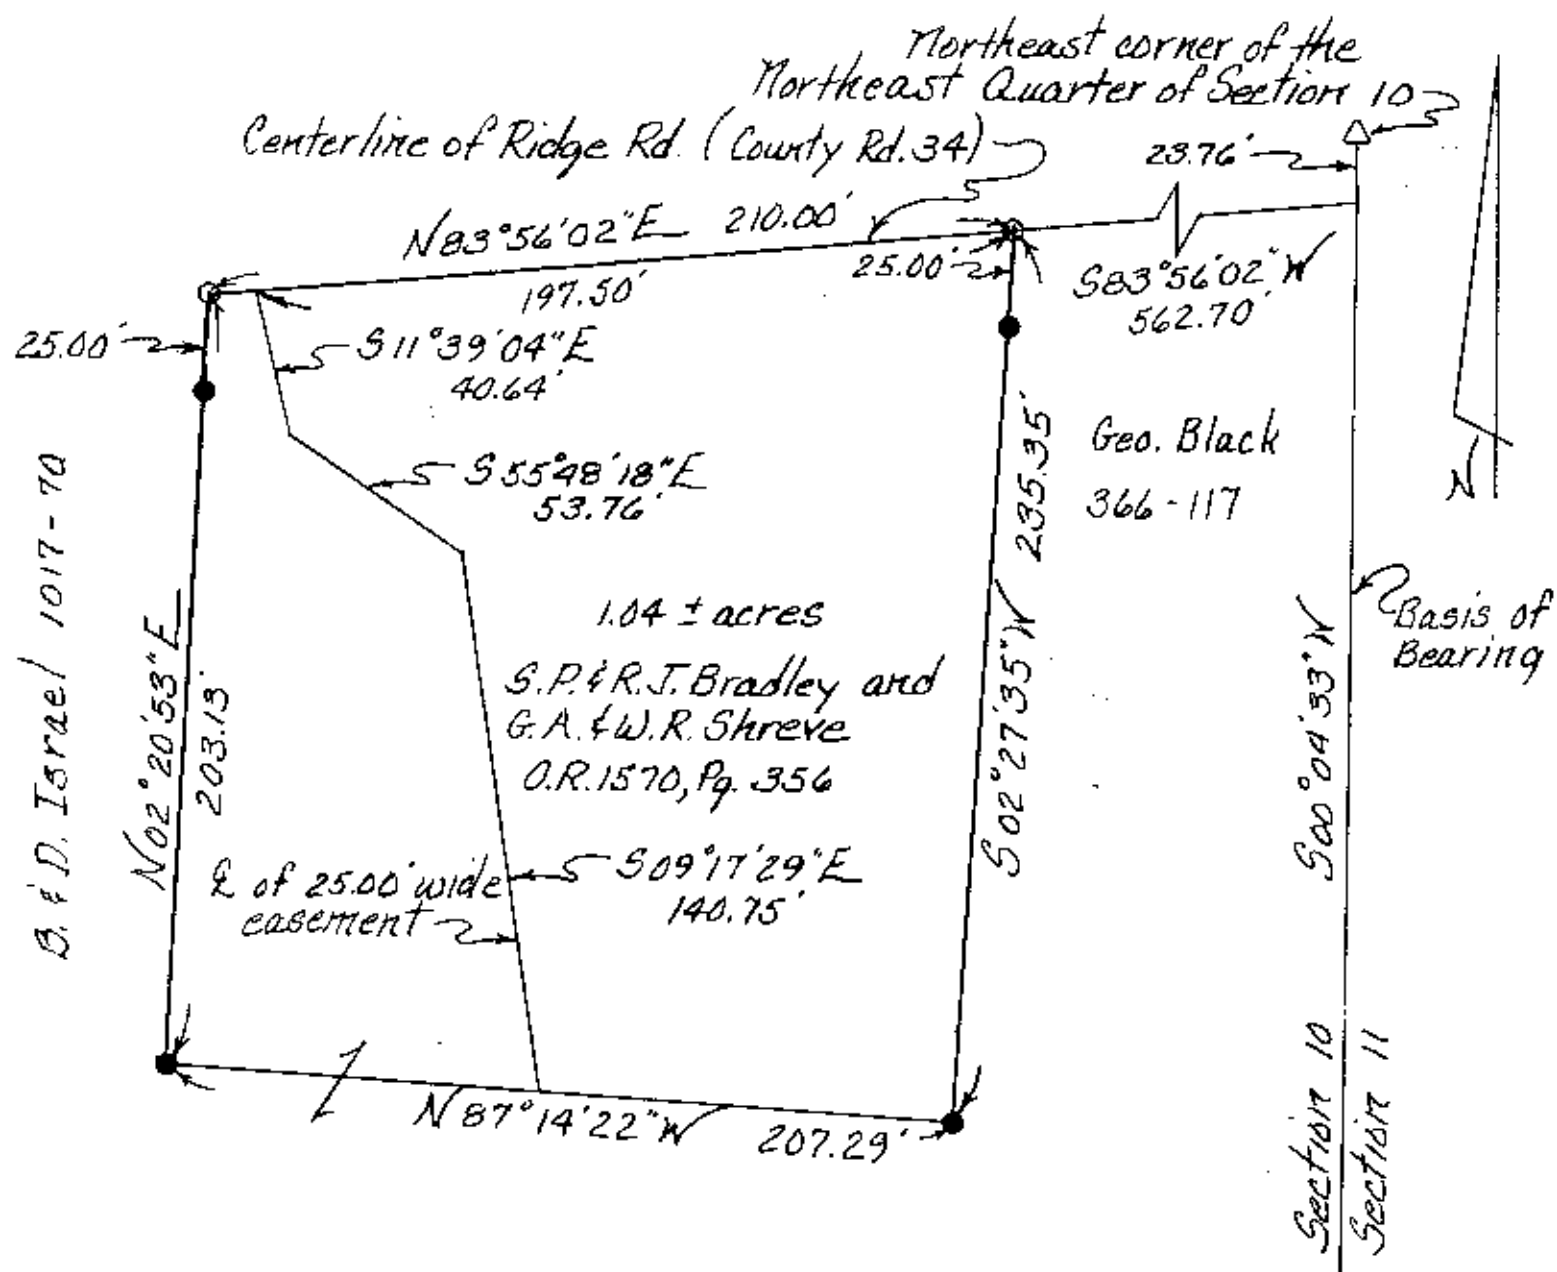 Northeast corner of the
Northeast Quarter of Section 10
Centerline of Ridge Rd. (County Rd. 34)
23.76'
N83°56'02"E 210.00'
197.50'
25.00'
S83°56'02"W
562.70'
25.00'
S11°39'04"E
40.64'
S55°48'18"E
53.76'
Geo. Black
366-117
N
B. & D. Israel 1017-70
N02°20'53"E
203.13'
1.04 ± acres
S.P. & R.J. Bradley and
G.A. & W.R. Shreve
O.R. 1570, Pg. 356
S02°27'35"W 235.35'
S00°04'33"W
Basis of
Bearing
℄ of 25.00' wide
easement
S09°17'29"E
140.75'
N87°14'22"W 207.29'
Section 10
Section 11